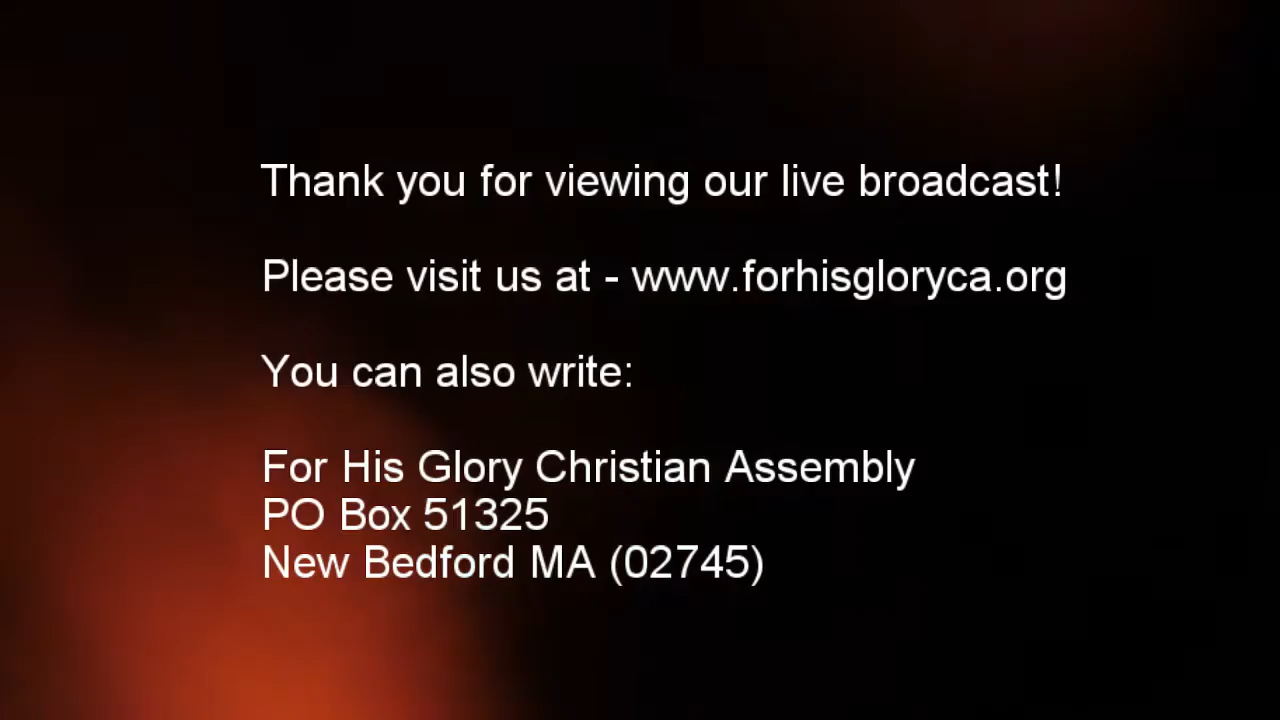 Thank you for viewing our live broadcast!
Please visit us at - www.forhisgloryca.org
You can also write:
For His Glory Christian Assembly
PO Box 51325
New Bedford MA (02745)